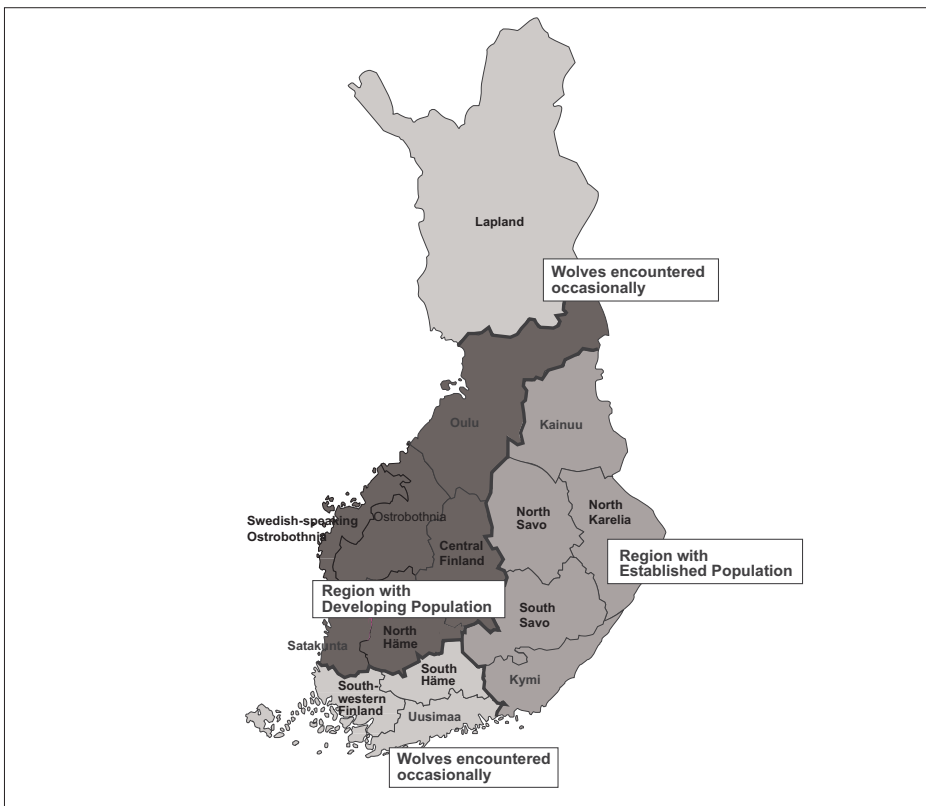 Lapland
Wolves encountered
occasionally
Oulu
Kainuu
Swedish-speaking
Ostrobothnia
Ostrobothnia
North
Savo
North
Karelia
Central
Finland
Region with
Established Population
Region with
Developing Population
South
Savo
Satakunta
North
Häme
South
Häme
Kymi
South-
western
Finland
Uusimaa
Wolves encountered
occasionally